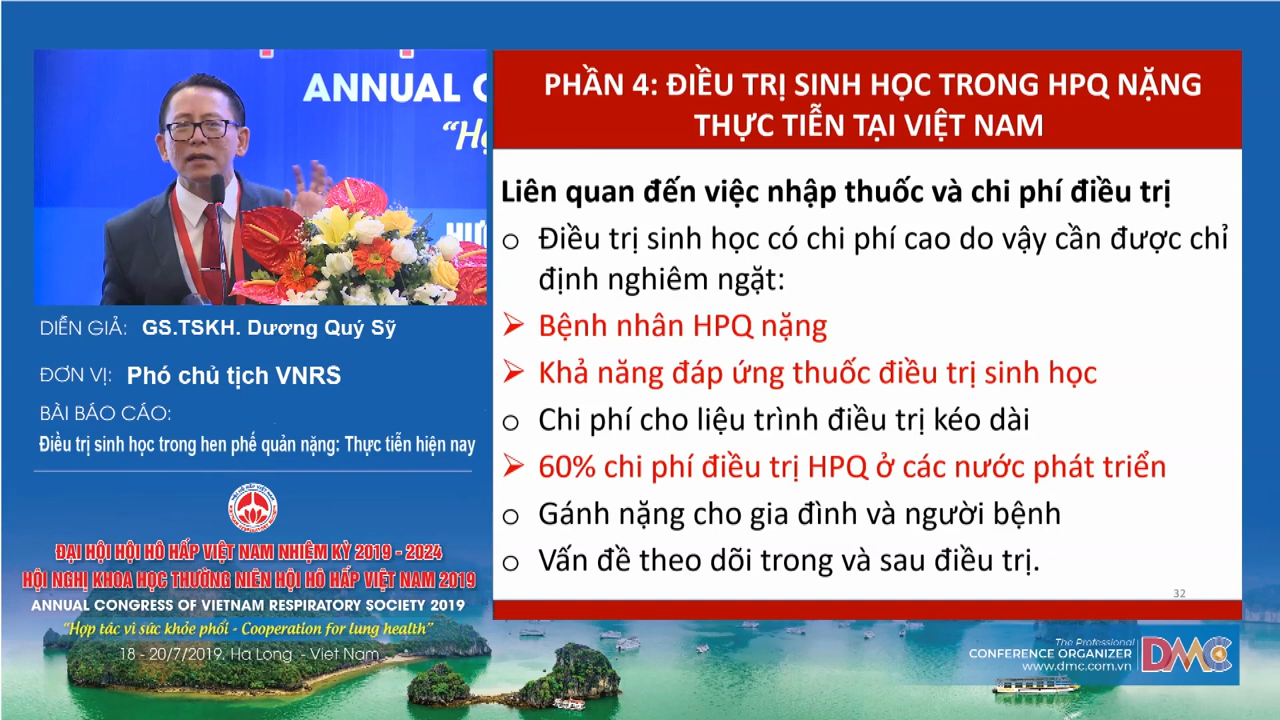 ANNUAL C
“Hợ
HƯ
PHẦN 4: ĐIỀU TRỊ SINH HỌC TRONG HPQ NẶNG
THỰC TIỄN TẠI VIỆT NAM
Liên quan đến việc nhập thuốc và chi phí điều trị
o Điều trị sinh học có chi phí cao do vậy cần được chỉ
định nghiêm ngặt:
➢ Bệnh nhân HPQ nặng
➢ Khả năng đáp ứng thuốc điều trị sinh học
o Chi phí cho liệu trình điều trị kéo dài
➢ 60% chi phí điều trị HPQ ở các nước phát triển
o Gánh nặng cho gia đình và người bệnh
o Vấn đề theo dõi trong và sau điều trị.
32
DIỄN GIẢ: GS.TSKH. Dương Quý Sỹ
ĐƠN VỊ: Phó chủ tịch VNRS
BÀI BÁO CÁO:
Điều trị sinh học trong hen phế quản nặng: Thực tiễn hiện nay
ĐẠI HỘI HỘI HÔ HẤP VIỆT NAM NHIỆM KỲ 2019 - 2024
HỘI NGHỊ KHOA HỌC THƯỜNG NIÊN HỘI HÔ HẤP VIỆT NAM 2019
ANNUAL CONGRESS OF VIETNAM RESPIRATORY SOCIETY 2019
“Hợp tác vì sức khỏe phổi - Cooperation for lung health”
18 - 20/7/2019. Ha Long - Viet Nam
The Professional
CONFERENCE ORGANIZER
www.dmc.com.vn
DMC